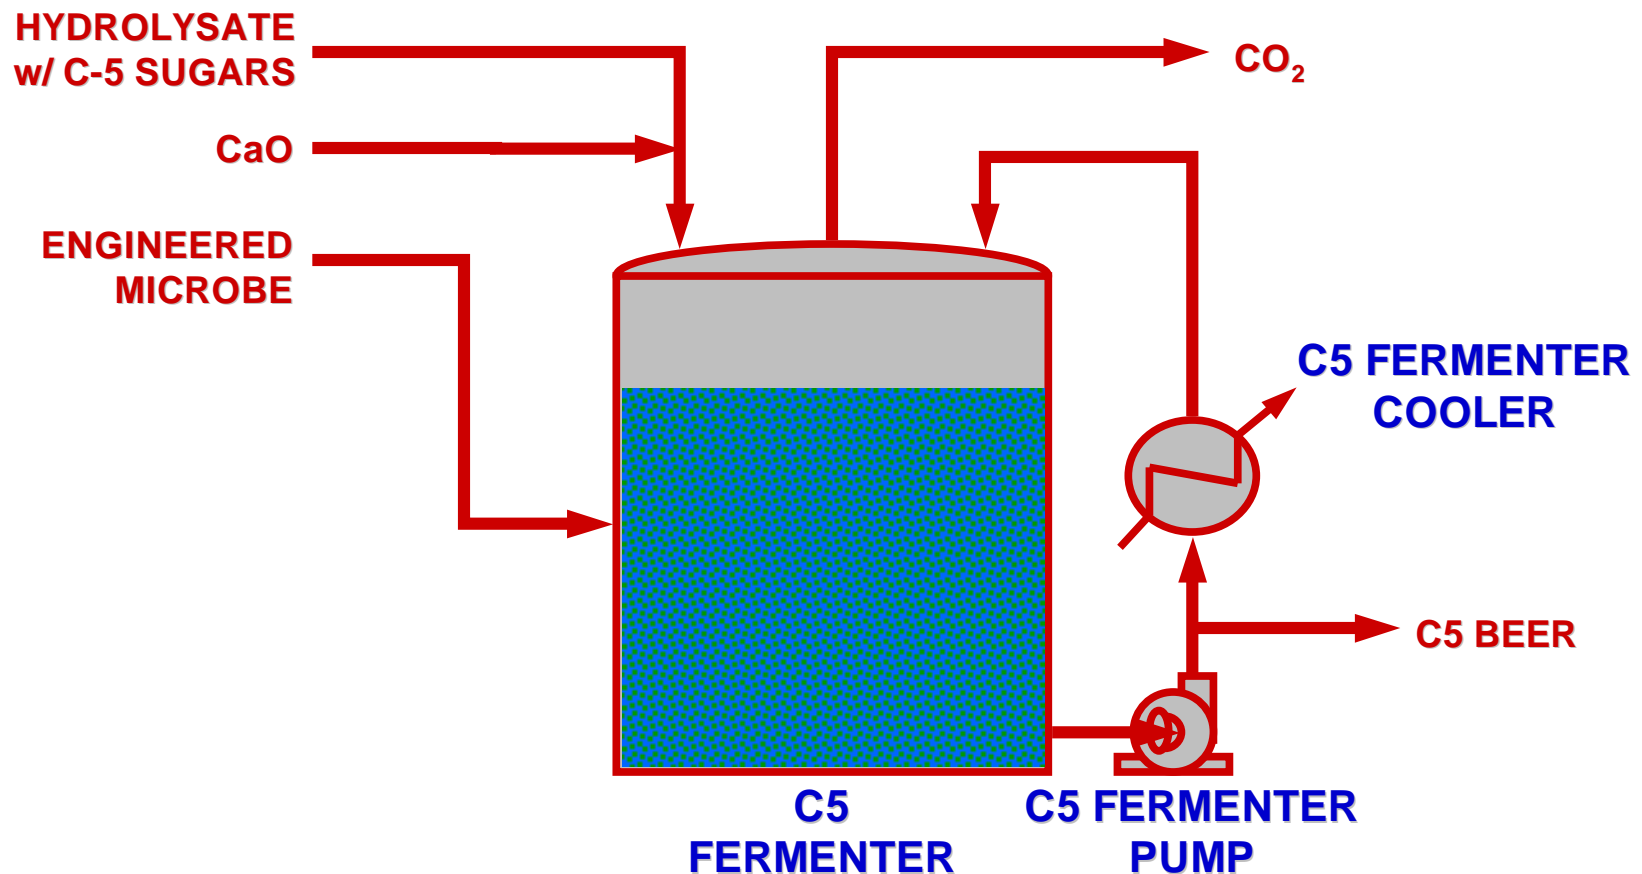 HYDROLYSATE
w/ C-5 SUGARS
CO₂
CaO
ENGINEERED
MICROBE
C5 FERMENTER
COOLER
C5 BEER
C5
FERMENTER
C5 FERMENTER
PUMP